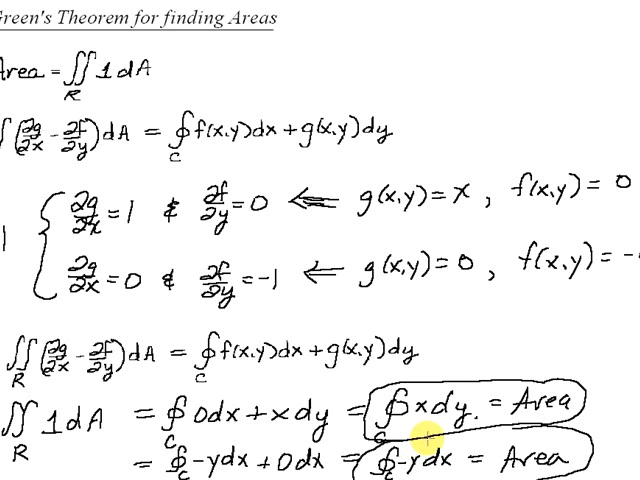 Green's Theorem for finding Areas
Area = ∬_R 1 dA
∫ (∂g/∂x - ∂f/∂y) dA = ∮_C f(x,y)dx + g(x,y)dy
1 { ∂g/∂x = 1 & ∂f/∂y = 0 ⇐ g(x,y) = x , f(x,y) = 0
∂g/∂x = 0 & ∂f/∂y = -1 ⇐ g(x,y) = 0 , f(x,y) = -
∬_R (∂g/∂x - ∂f/∂y) dA = ∮_C f(x,y)dx + g(x,y)dy
∬_R 1 dA = ∮_C 0dx + xdy = ∮_C xdy = Area
= ∮_C -ydx + 0dx = ∮_C -ydx = Area